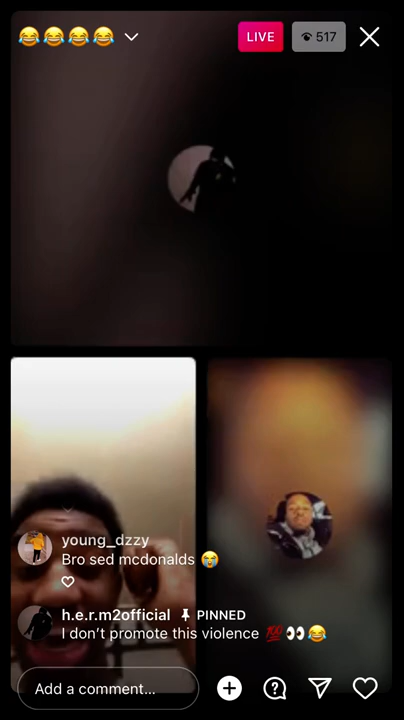 😂😂😂😂
LIVE
517
young_dzzy
Bro sed mcdonalds 😭
h.e.r.m2official PINNED
I don't promote this violence 💯👀😂
Add a comment...